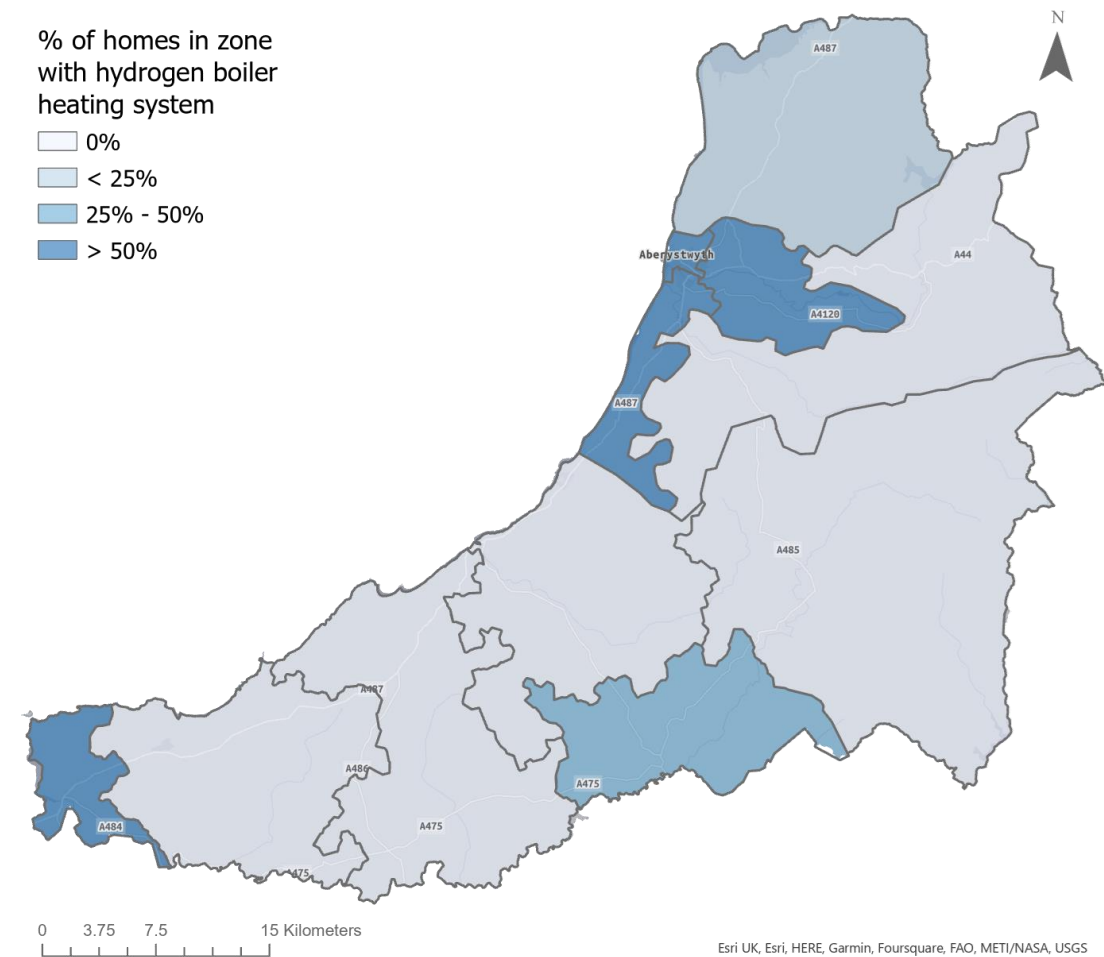 % of homes in zone
with hydrogen boiler
heating system
0%
< 25%
25% - 50%
> 50%
N
A487
Aberystwyth
A44
A4120
A487
A485
A487
A486
A475
A484
A475
A475
0 3.75 7.5 15 Kilometers
Esri UK, Esri, HERE, Garmin, Foursquare, FAO, METI/NASA, USGS